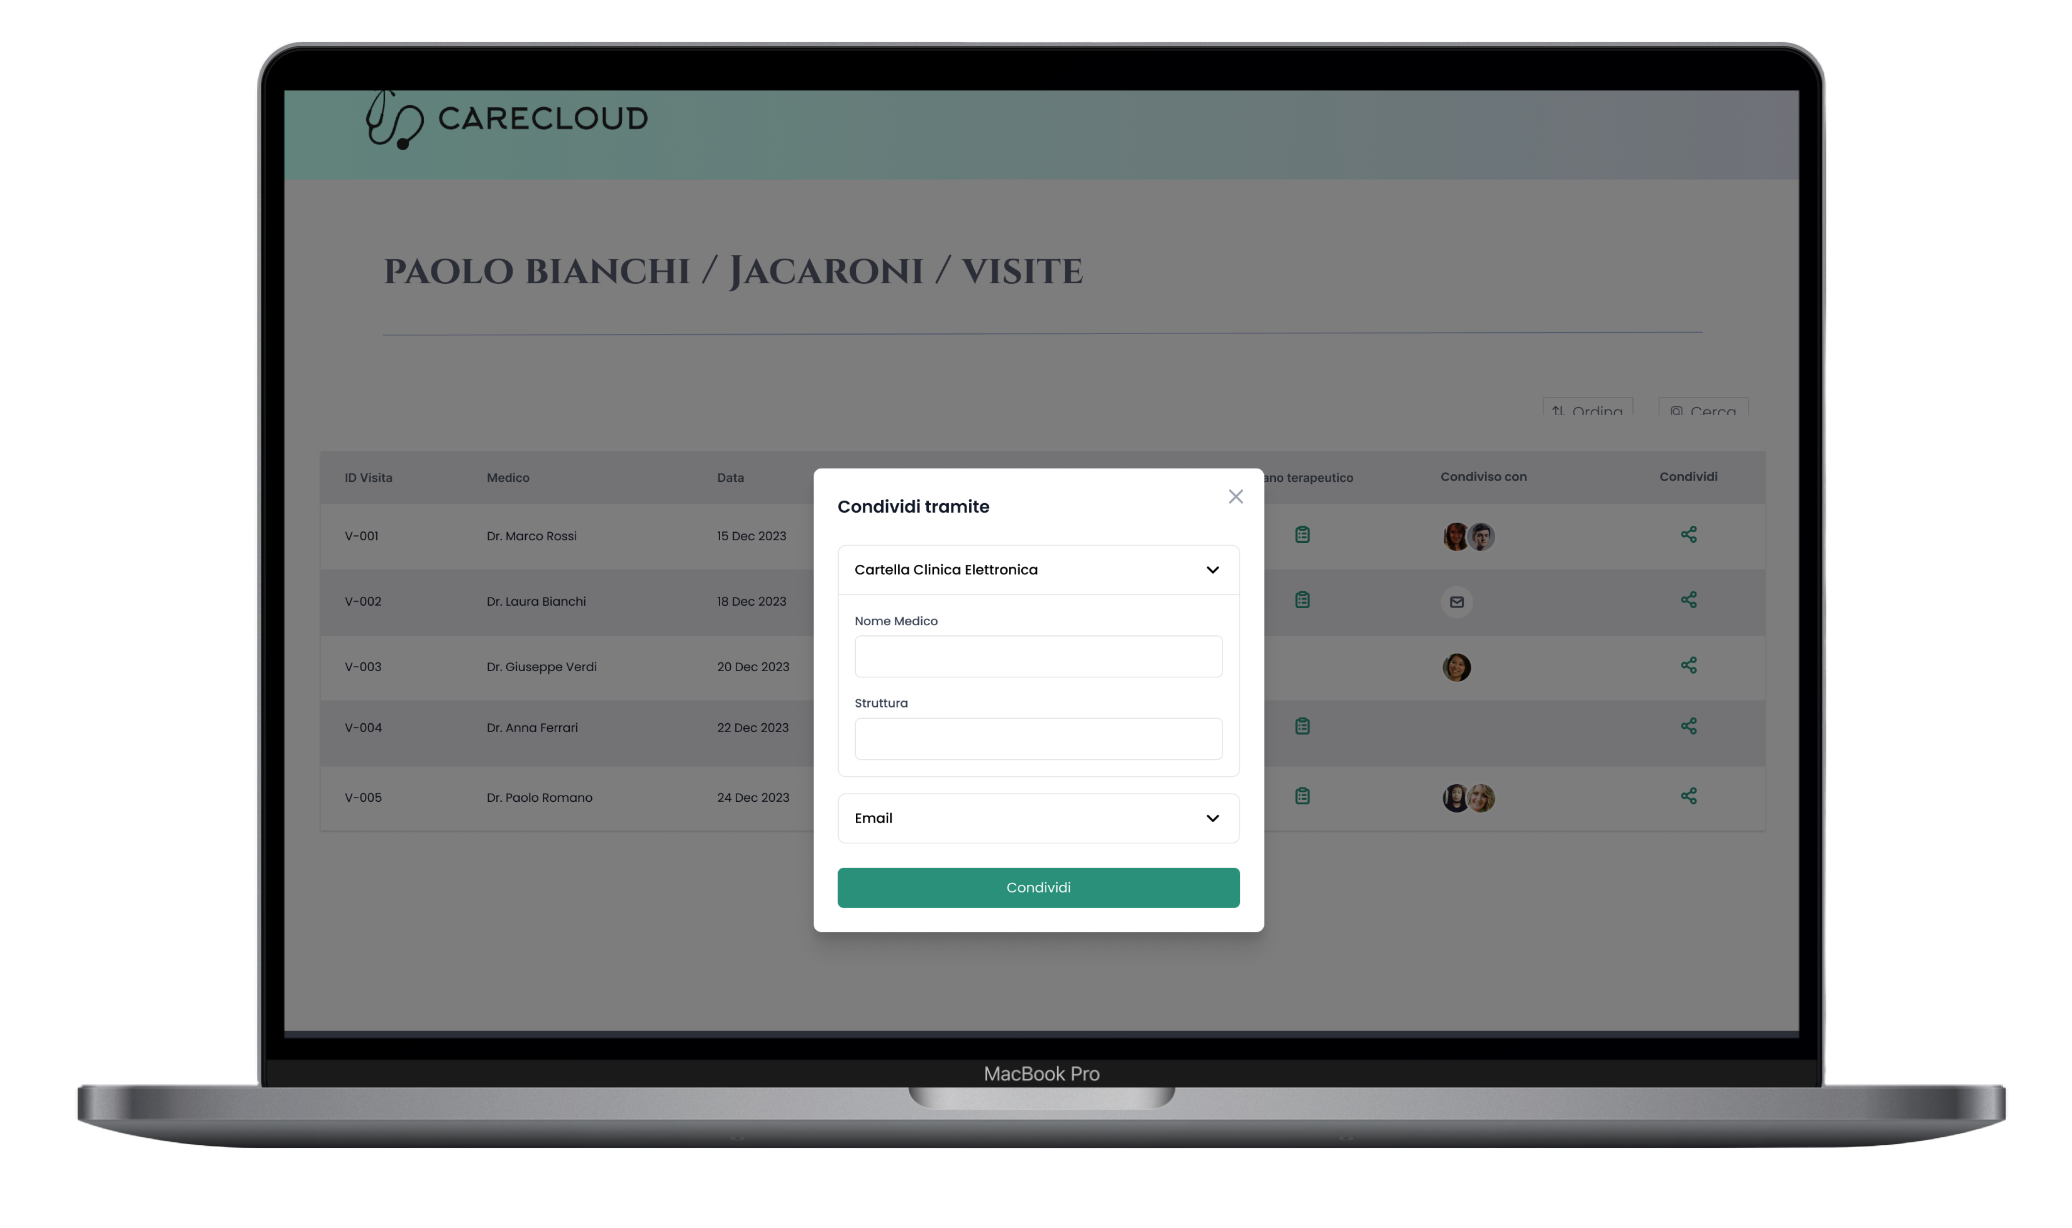 CARECLOUD
PAOLO BIANCHI / JACARONI / VISITE
Ordina Cerca
ID Visita Medico Data ano terapeutico Condiviso con Condividi
V-001 Dr. Marco Rossi 15 Dec 2023
V-002 Dr. Laura Bianchi 18 Dec 2023
V-003 Dr. Giuseppe Verdi 20 Dec 2023
V-004 Dr. Anna Ferrari 22 Dec 2023
V-005 Dr. Paolo Romano 24 Dec 2023
Condividi tramite
Cartella Clinica Elettronica
Nome Medico
Struttura
Email
Condividi
MacBook Pro